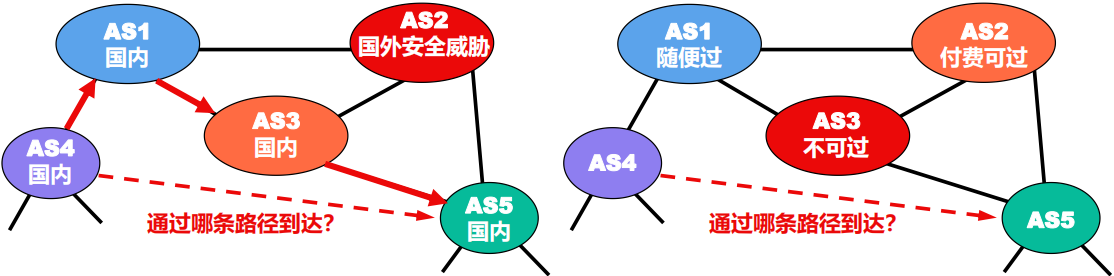 AS1
国内
AS2
国外安全威胁
AS3
国内
AS4
国内
AS5
国内
通过哪条路径到达?
AS1
随便过
AS2
付费可过
AS3
不可过
AS4
AS5
通过哪条路径到达?